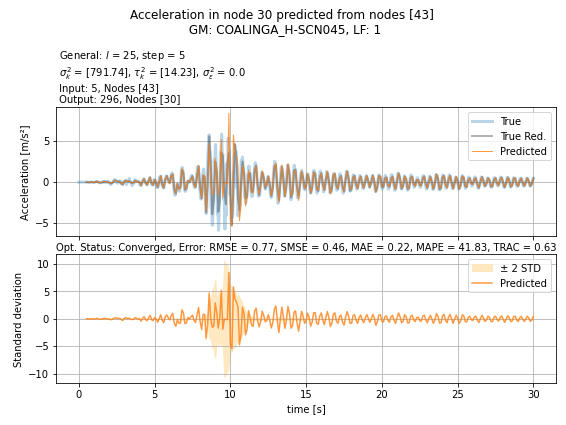 Acceleration in node 30 predicted from nodes [43]
GM: COALINGA_H-SCN045, LF: 1
General: l = 25, step = 5
σ²ₖ = [791.74], τ²ₖ = [14.23], σ²ε = 0.0
Input: 5, Nodes [43]
Output: 296, Nodes [30]
Acceleration [m/s²]
5
0
−5
True
True Red.
Predicted
Opt. Status: Converged, Error: RMSE = 0.77, SMSE = 0.46, MAE = 0.22, MAPE = 41.83, TRAC = 0.63
Standard deviation
10
5
0
−5
−10
± 2 STD
Predicted
0 5 10 15 20 25 30
time [s]